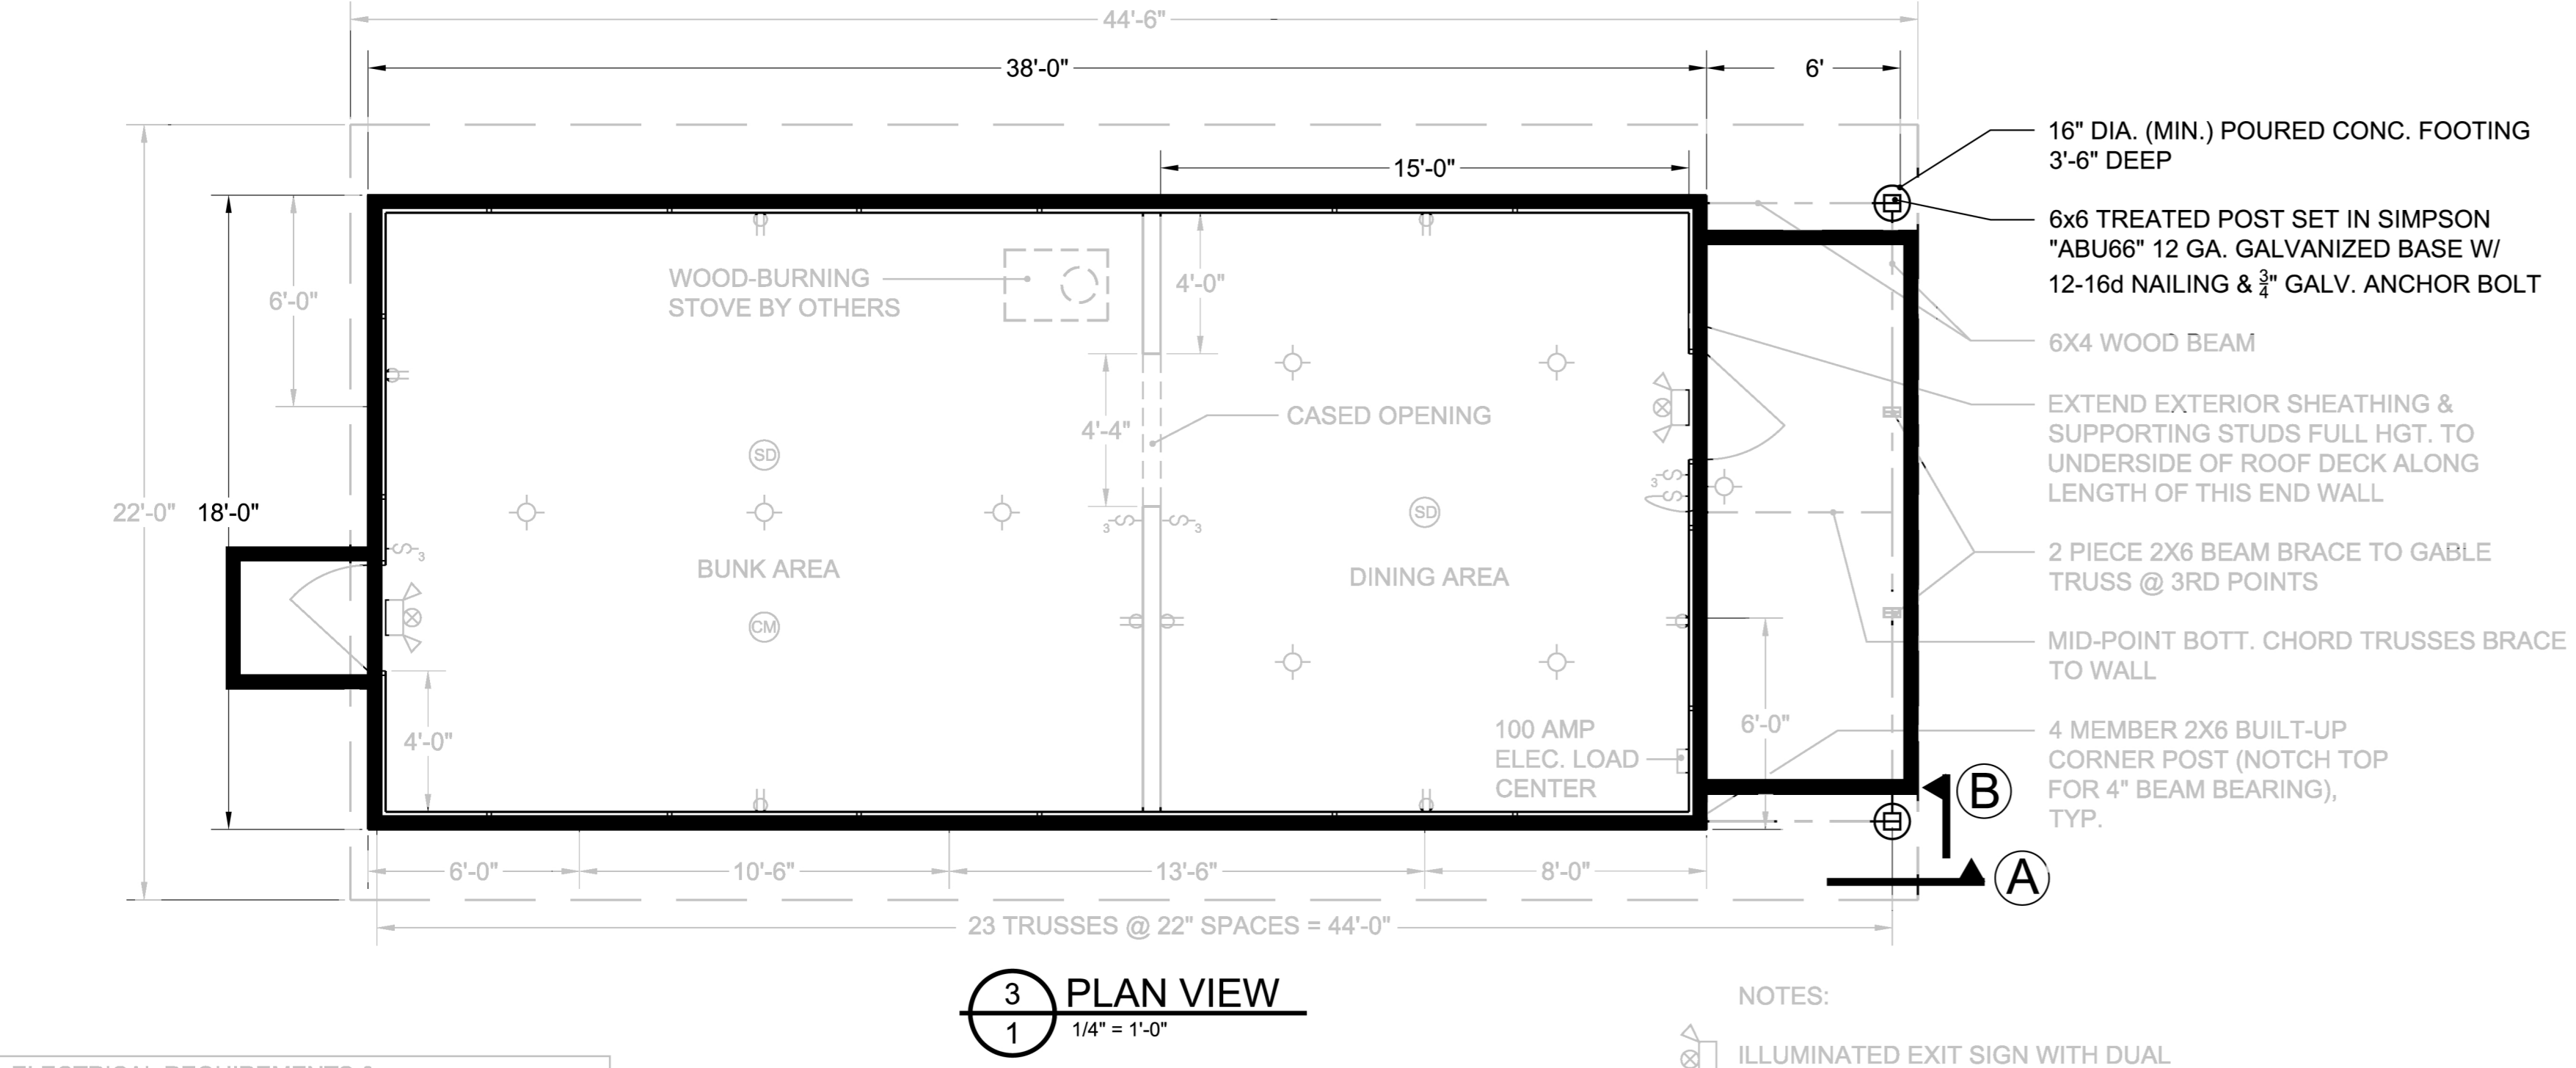 44'-6"
38'-0"
6'
16" DIA. (MIN.) POURED CONC. FOOTING
3'-6" DEEP
15'-0"
6x6 TREATED POST SET IN SIMPSON
"ABU66" 12 GA. GALVANIZED BASE W/
12-16d NAILING & 3/4" GALV. ANCHOR BOLT
WOOD-BURNING
STOVE BY OTHERS
4'-0"
6'-0"
6X4 WOOD BEAM
CASED OPENING
4'-4"
EXTEND EXTERIOR SHEATHING &
SUPPORTING STUDS FULL HGT. TO
UNDERSIDE OF ROOF DECK ALONG
LENGTH OF THIS END WALL
SD
S
3
S
22'-0"
18'-0"
SD
3
S
S
3
S
3
BUNK AREA
DINING AREA
2 PIECE 2X6 BEAM BRACE TO GABLE
TRUSS @ 3RD POINTS
CM
MID-POINT BOTT. CHORD TRUSSES BRACE
TO WALL
4'-0"
100 AMP
ELEC. LOAD
CENTER
6'-0"
4 MEMBER 2X6 BUILT-UP
CORNER POST (NOTCH TOP
FOR 4" BEAM BEARING),
TYP.
B
A
6'-0"
10'-6"
13'-6"
8'-0"
23 TRUSSES @ 22" SPACES = 44'-0"
3
1
PLAN VIEW
1/4" = 1'-0"
NOTES:
ILLUMINATED EXIT SIGN WITH DUAL